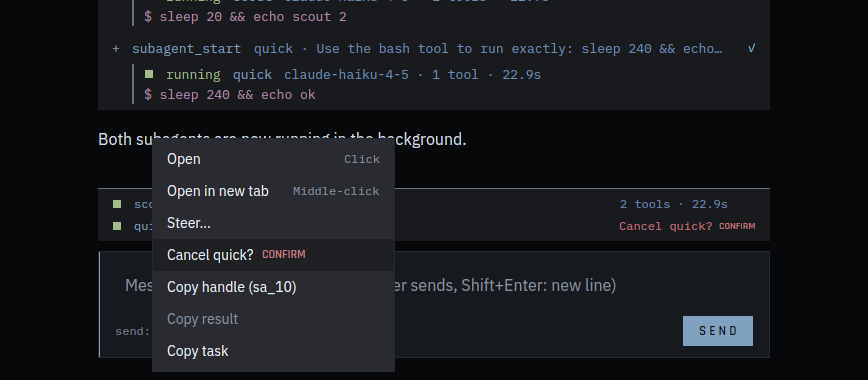 $ sleep 20 && echo scout 2
+ subagent_start quick · Use the bash tool to run exactly: sleep 240 && echo… ✓
running quick claude-haiku-4-5 · 1 tool · 22.9s
$ sleep 240 && echo ok
Both subagents are now running in the background.
Open Click
Open in new tab Middle-click
Steer…
Cancel quick? CONFIRM
Copy handle (sa_10)
Copy result
Copy task
2 tools · 22.9s
Cancel quick? CONFIRM
sends, Shift+Enter: new line)
send:
SEND